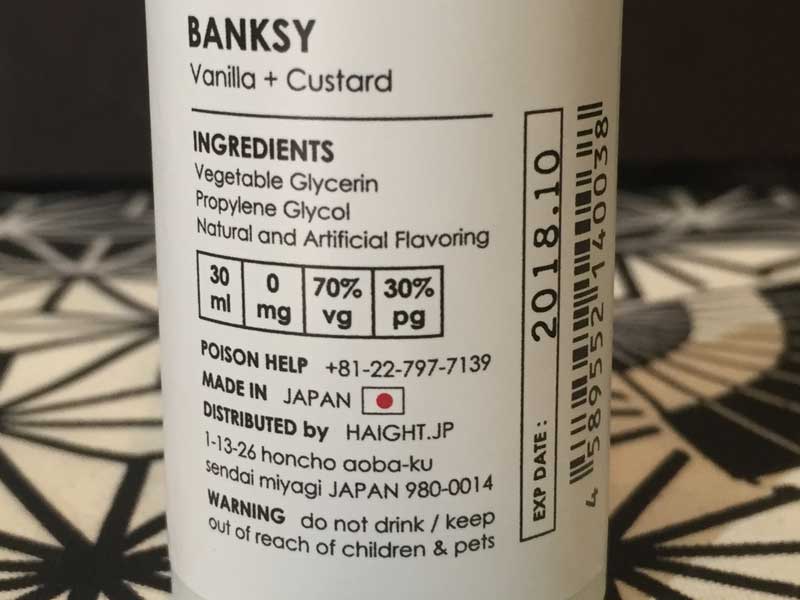 BANKSY
Vanilla + Custard
INGREDIENTS
Vegetable Glycerin
Propylene Glycol
Natural and Artificial Flavoring
30 ml 0 mg 70% vg 30% pg
POISON HELP +81-22-797-7139
MADE IN JAPAN
DISTRIBUTED by HAIGHT.JP
1-13-26 honcho aoba-ku
sendai miyagi JAPAN 980-0014
WARNING do not drink / keep
out of reach of children & pets
EXP DATE : 2018.10
4 589552 140038